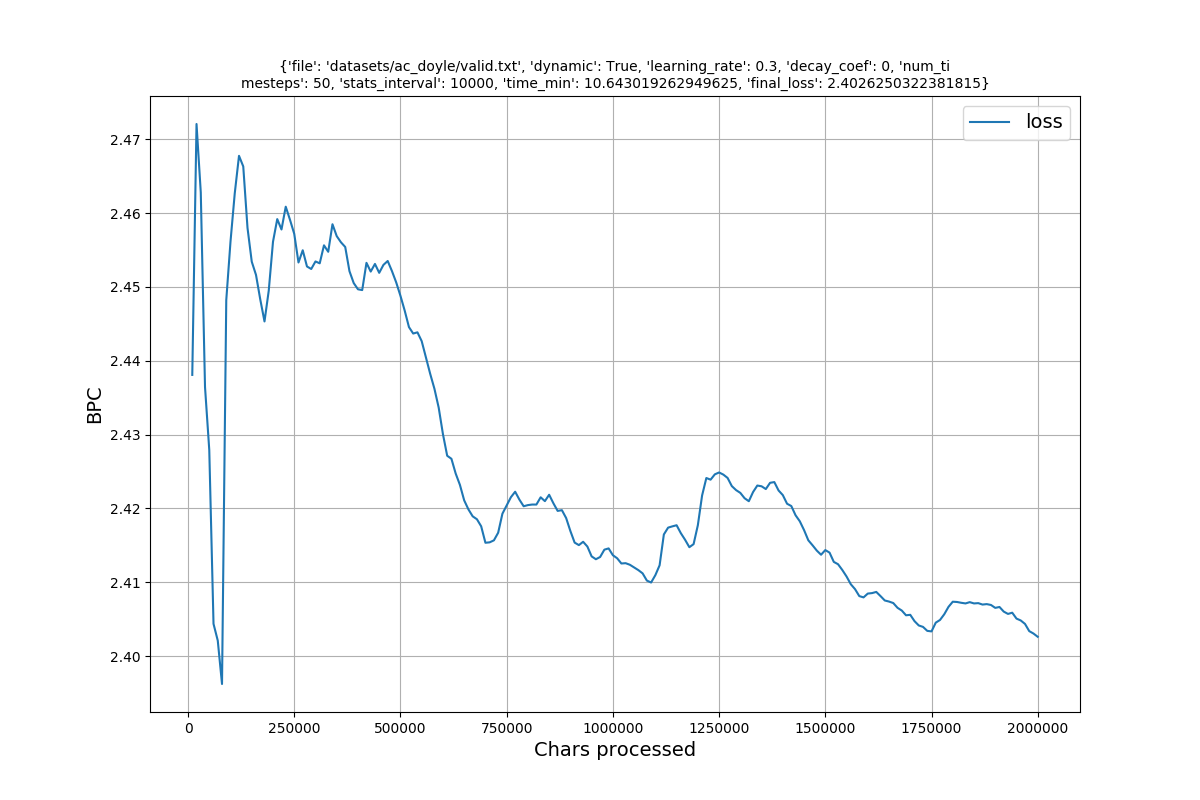 {'file': 'datasets/ac_doyle/valid.txt', 'dynamic': True, 'learning_rate': 0.3, 'decay_coef': 0, 'num_ti
mesteps': 50, 'stats_interval': 10000, 'time_min': 10.643019262949625, 'final_loss': 2.4026250322381815}
loss
2.47
2.46
2.45
2.44
2.43
2.42
2.41
2.40
BPC
0 250000 500000 750000 1000000 1250000 1500000 1750000 2000000
Chars processed